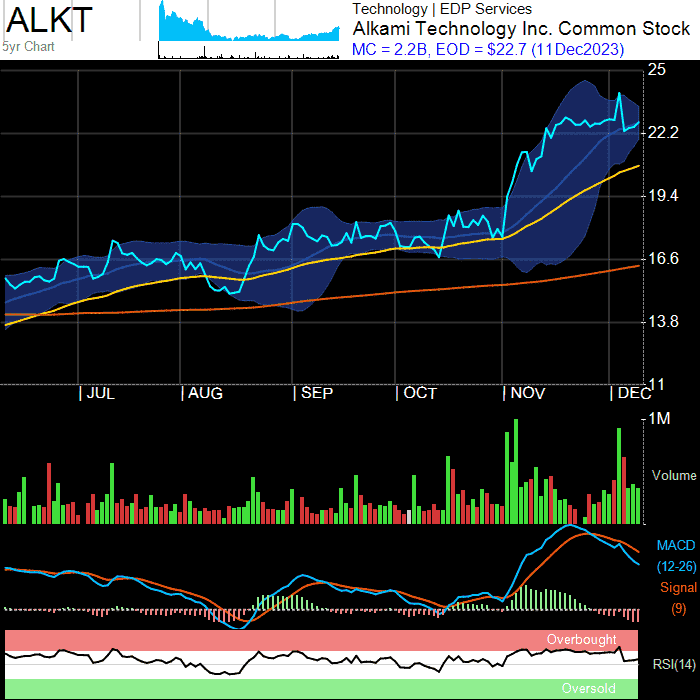 ALKT
5yr Chart
Technology | EDP Services
Alkami Technology Inc. Common Stock
MC = 2.2B, EOD = $22.7 (11Dec2023)
25
22.2
19.4
16.6
13.8
11
| JUL | AUG | SEP | OCT | NOV | DEC
1M
Volume
MACD
(12-26)
Signal
(9)
Overbought
RSI(14)
Oversold